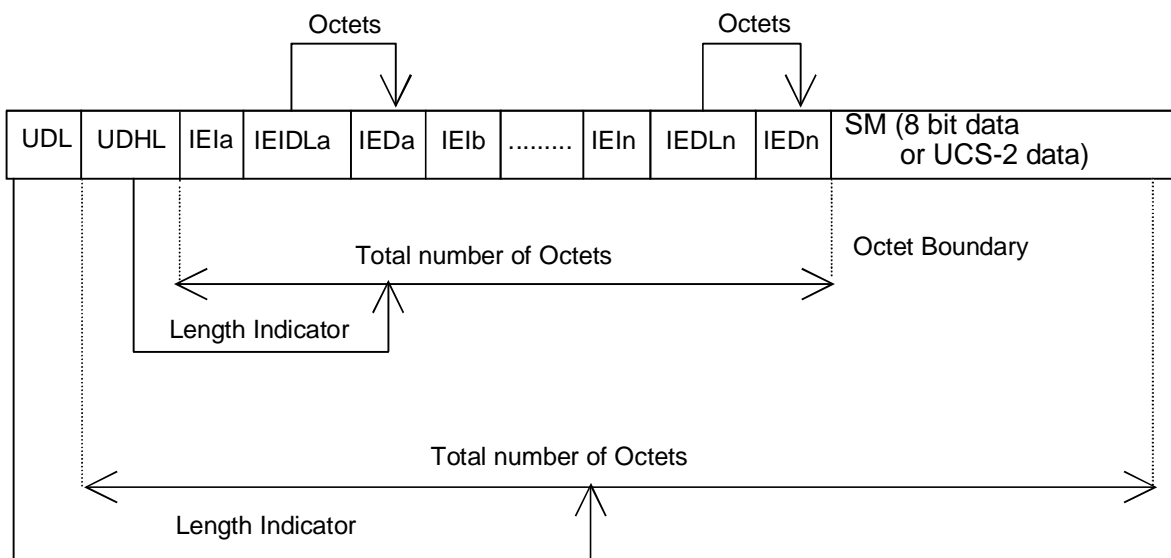 Octets Octets
UDL UDHL IEIa IEIDLa IEDa IEIb ......... IEIn IEDLn IEDn SM (8 bit data
or UCS-2 data)
Total number of Octets
Octet Boundary
Length Indicator
Total number of Octets
Length Indicator